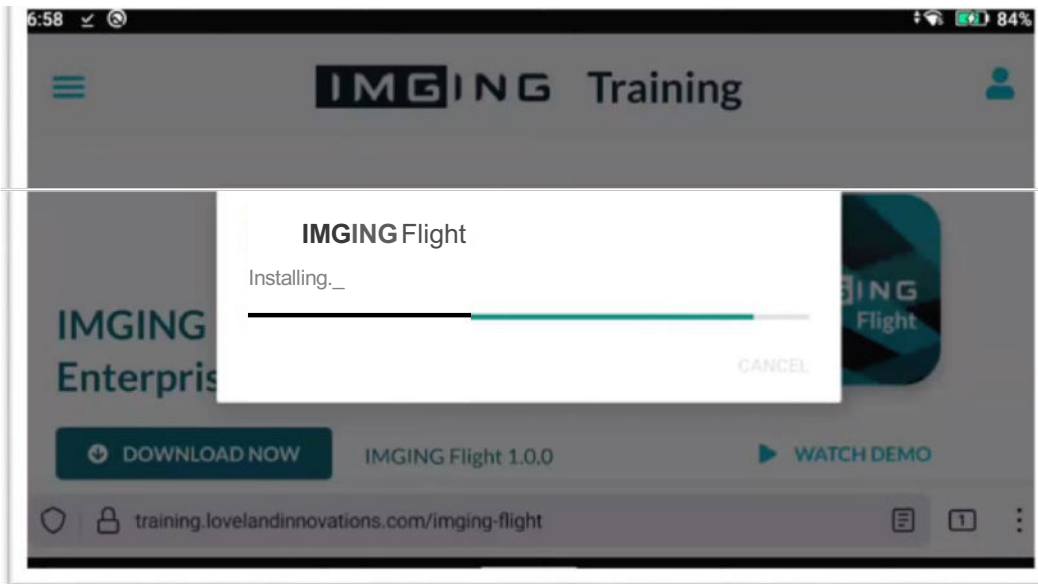 6:58 84%
IMGING Training
IMGING Flight
Installing._
ING
Flight
IMGING
Enterpris
CANCEL
DOWNLOAD NOW IMGING Flight 1.0.0 WATCH DEMO
training.lovelandinnovations.com/imging-flight 1